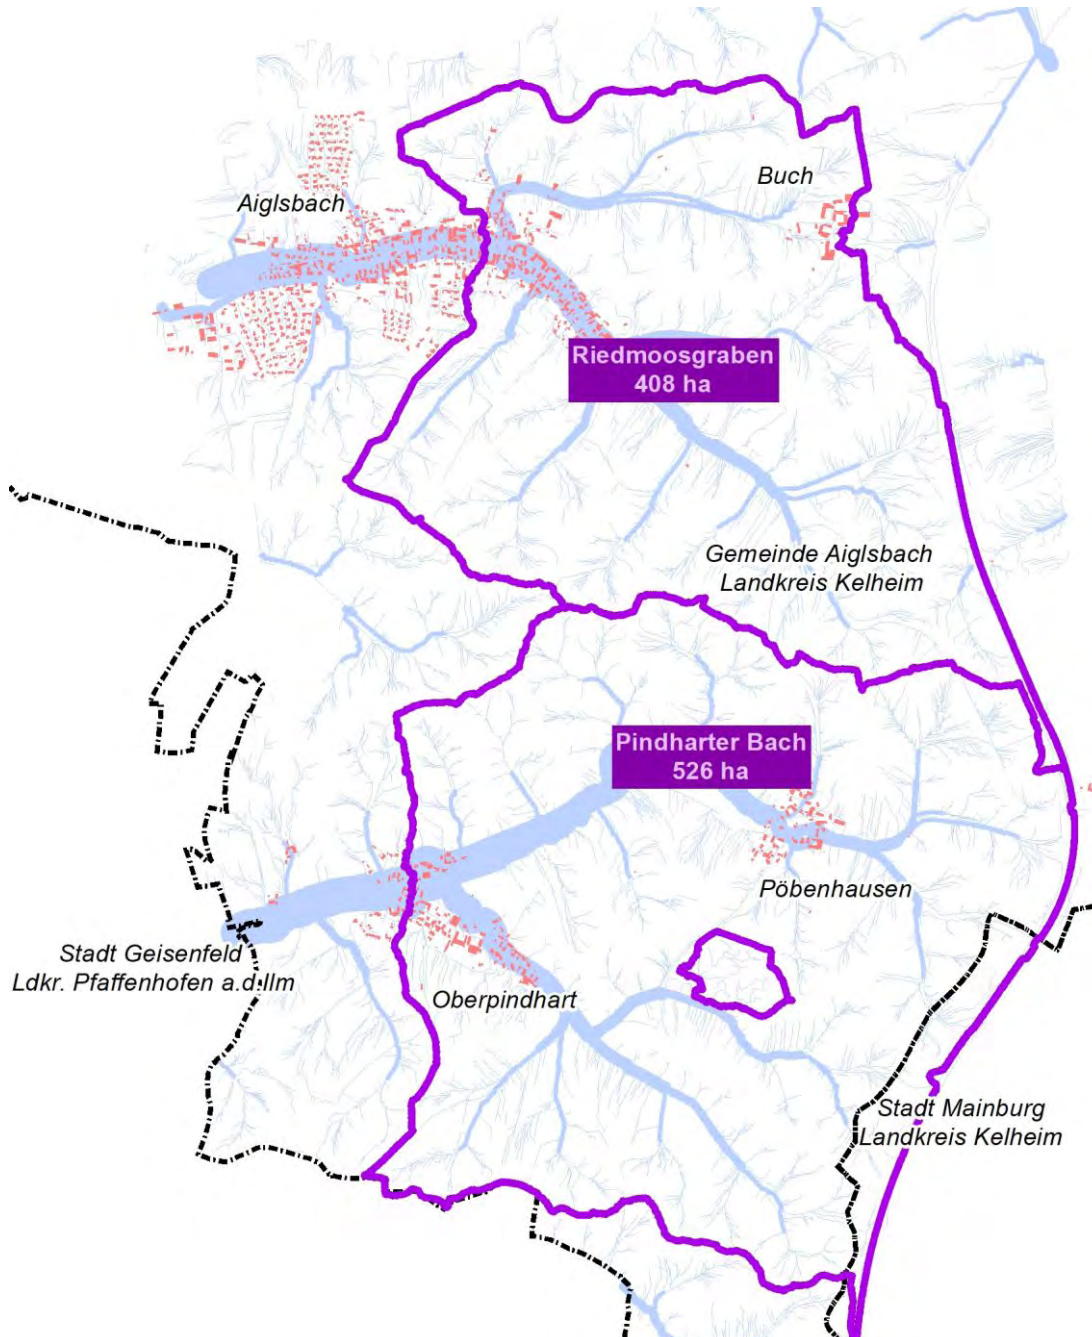 Buch
Aiglsbach
Riedmoosgraben
408 ha
Gemeinde Aiglsbach
Landkreis Kelheim
Pindharter Bach
526 ha
Pöbenhausen
Stadt Geisenfeld
Ldkr. Pfaffenhofen a.d.Ilm
Oberpindhart
Stadt Mainburg
Landkreis Kelheim